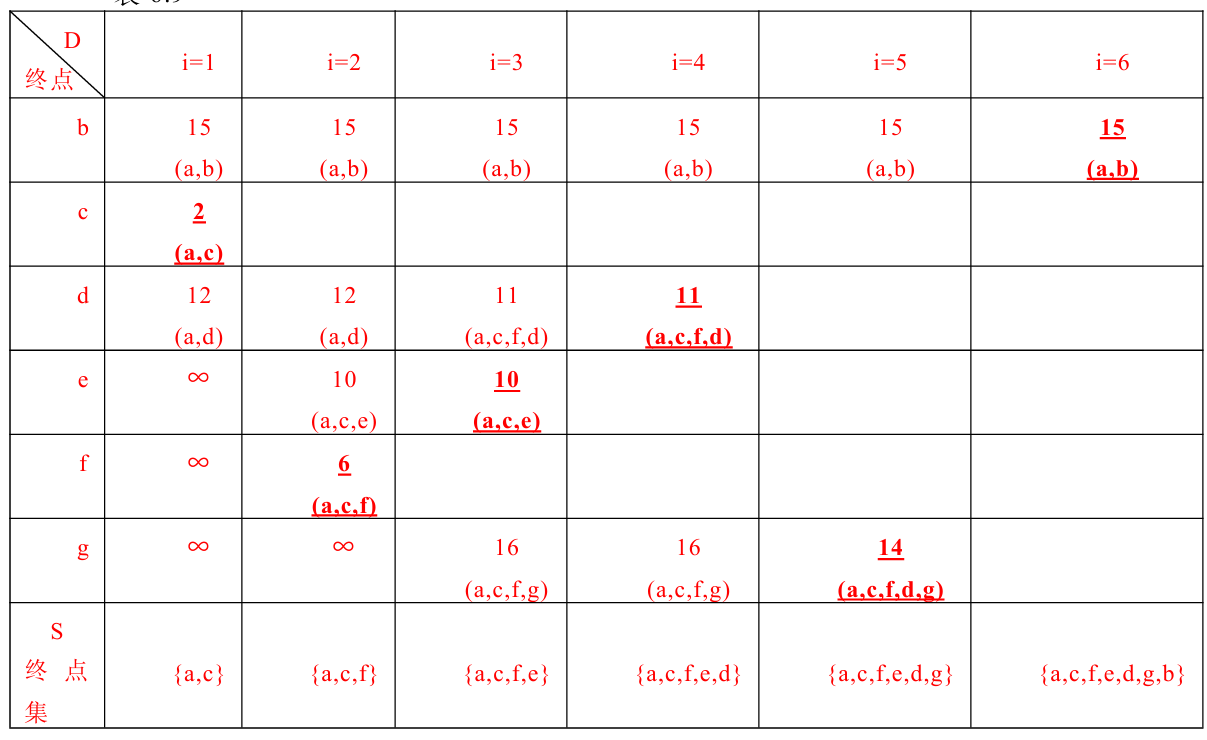 D
终点
i=1
i=2
i=3
i=4
i=5
i=6
b
15
(a,b)
15
(a,b)
15
(a,b)
15
(a,b)
15
(a,b)
15
(a,b)
c
2
(a,c)
d
12
(a,d)
12
(a,d)
11
(a,c,f,d)
11
(a,c,f,d)
e
∞
10
(a,c,e)
10
(a,c,e)
f
∞
6
(a,c,f)
g
∞
∞
16
(a,c,f,g)
16
(a,c,f,g)
14
(a,c,f,d,g)
S
终 点
集
{a,c}
{a,c,f}
{a,c,f,e}
{a,c,f,e,d}
{a,c,f,e,d,g}
{a,c,f,e,d,g,b}